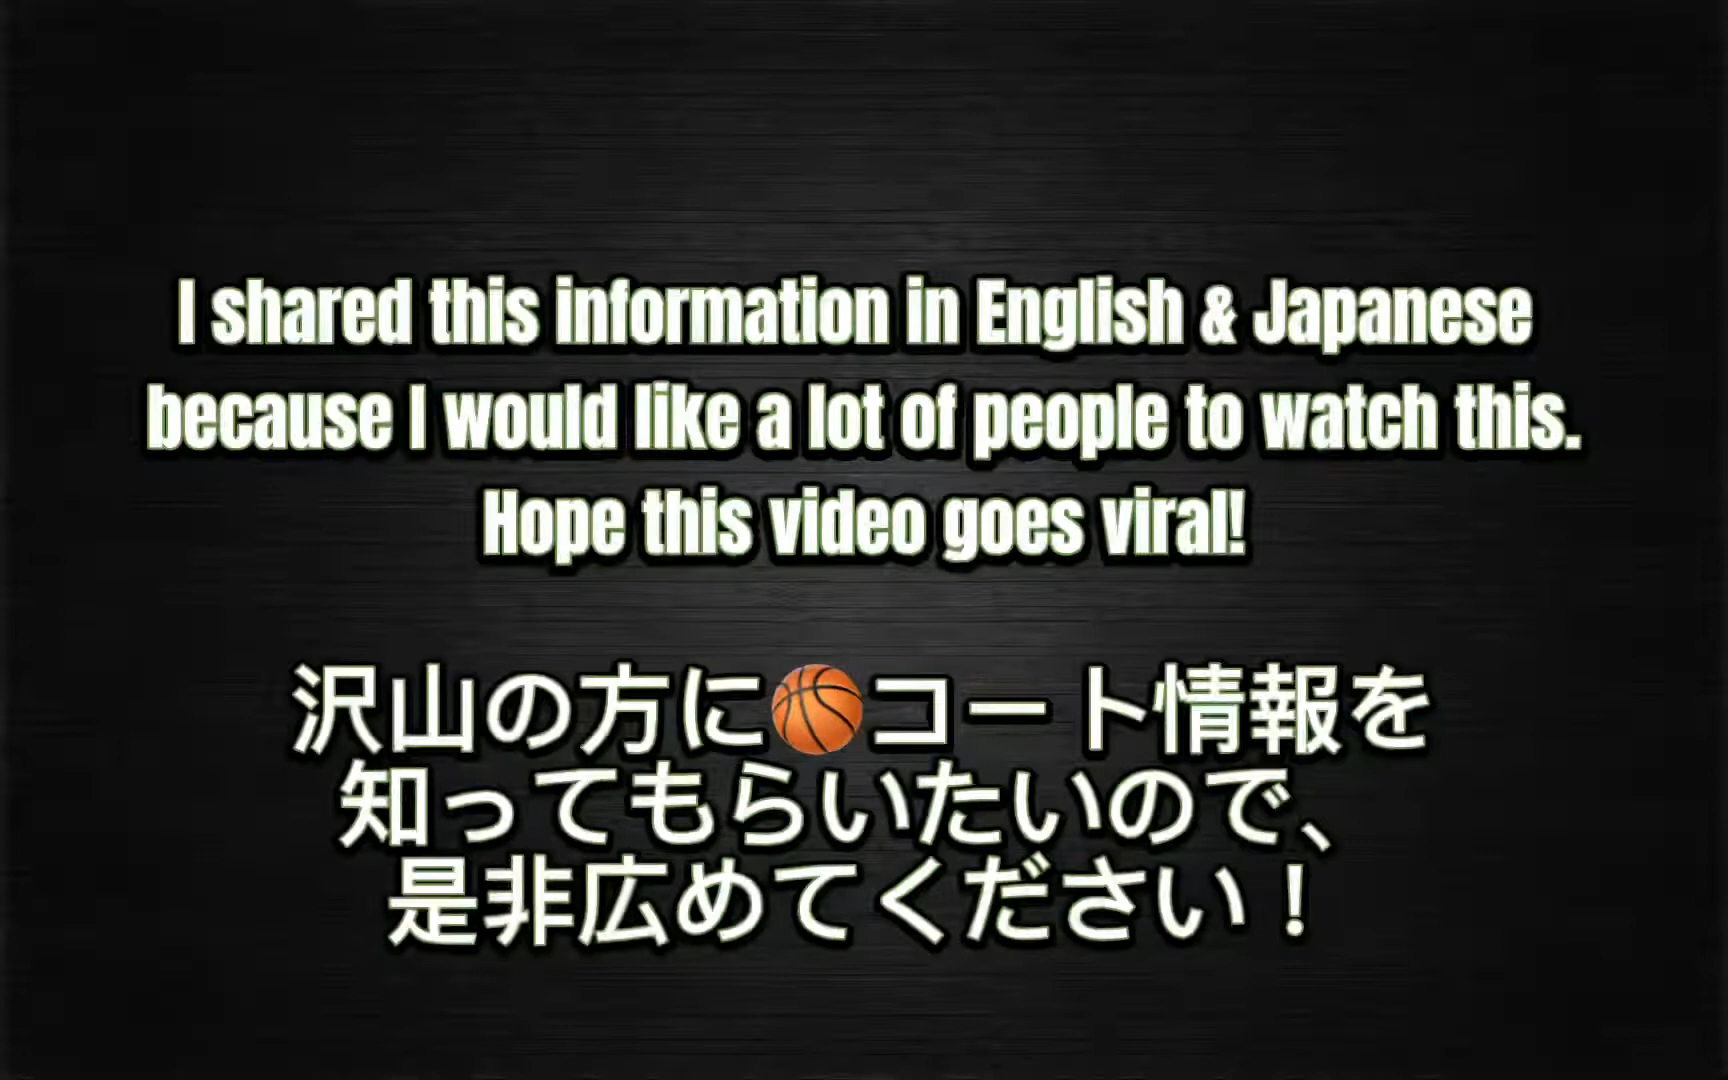 I shared this information in English & Japanese
because I would like a lot of people to watch this.
Hope this video goes viral!
沢山の方に🏀コート情報を
知ってもらいたいので、
是非広めてください！